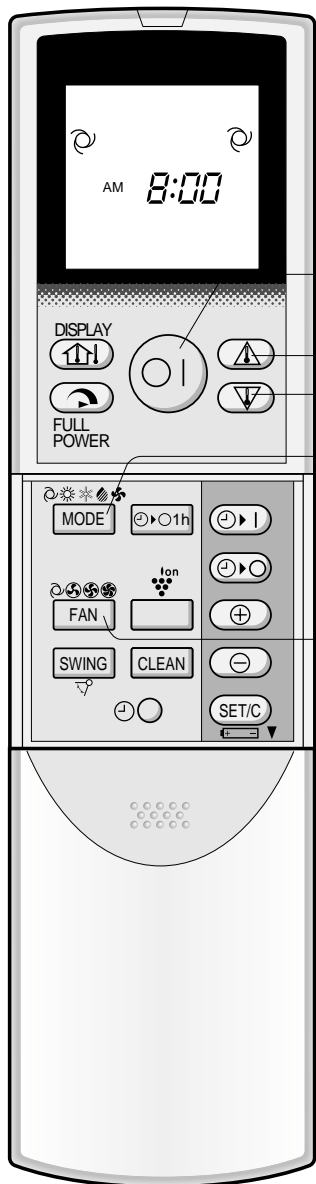 AM 8:00
DISPLAY
FULL
POWER
MODE
1h
ion
FAN
SWING
CLEAN
SET/C
+ −